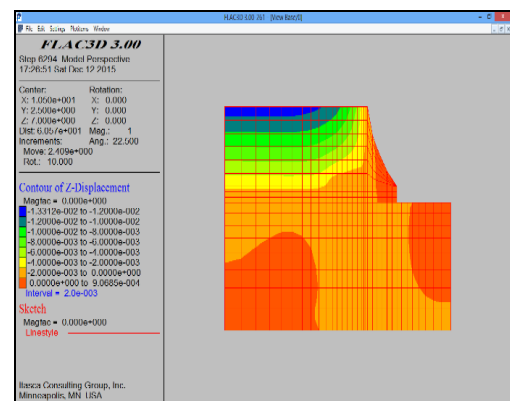 FLAC3D 3.00 261 - [View Base/0]
File Edit Settings Plotitems Window
FLAC3D 3.00
Step 6294 Model Perspective
17:26:51 Sat Dec 12 2015
Center: Rotation:
X: 1.050e+001 X: 0.000
Y: 2.500e+000 Y: 0.000
Z: 7.000e+000 Z: 0.000
Dist: 6.057e+001 Mag.: 1
Increments: Ang.: 22.500
Move: 2.409e+000
Rot.: 10.000
Contour of Z-Displacement
Magfac = 0.000e+000
-1.3312e-002 to -1.2000e-002
-1.2000e-002 to -1.0000e-002
-1.0000e-002 to -8.0000e-003
-8.0000e-003 to -6.0000e-003
-6.0000e-003 to -4.0000e-003
-4.0000e-003 to -2.0000e-003
-2.0000e-003 to 0.0000e+000
0.0000e+000 to 9.0685e-004
Interval = 2.0e-003
Sketch
Magfac = 0.000e+000
Linestyle
Itasca Consulting Group, Inc.
Minneapolis, MN USA